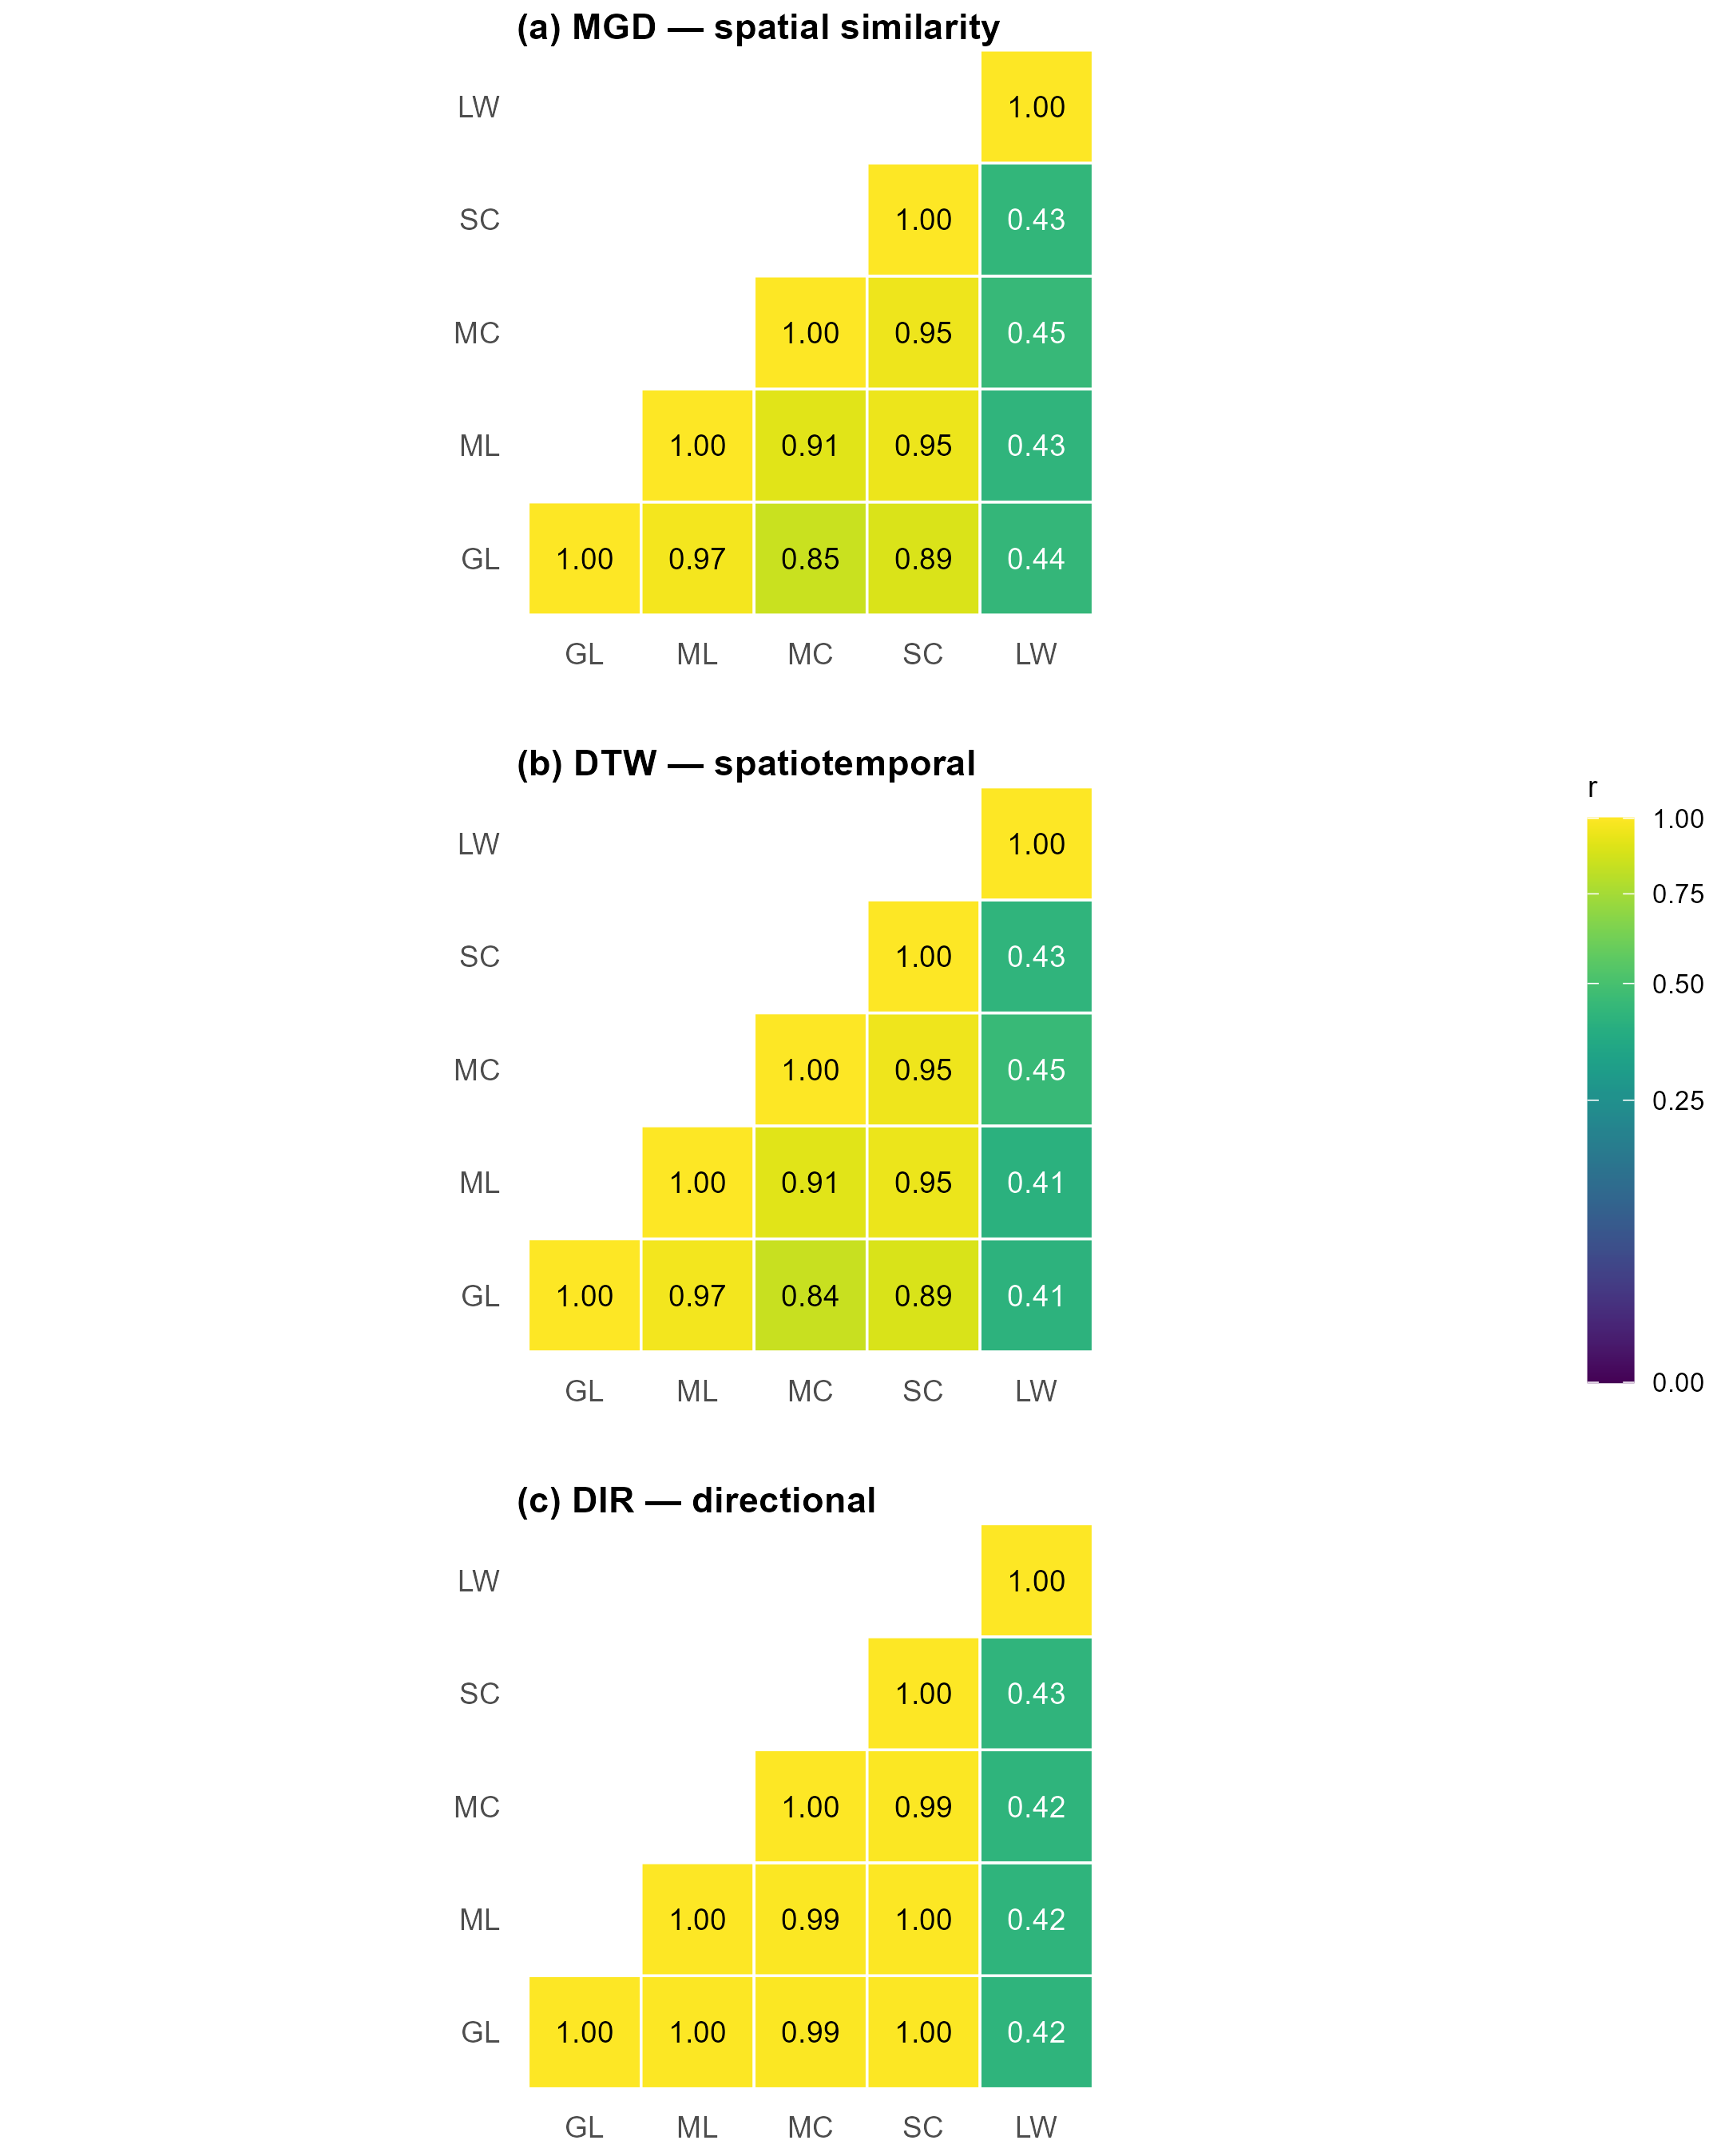 (a) MGD — spatial similarity
LW 1.00
SC 1.00 0.43
MC 1.00 0.95 0.45
ML 1.00 0.91 0.95 0.43
GL 1.00 0.97 0.85 0.89 0.44
GL ML MC SC LW
(b) DTW — spatiotemporal
LW 1.00
SC 1.00 0.43
MC 1.00 0.95 0.45
ML 1.00 0.91 0.95 0.41
GL 1.00 0.97 0.84 0.89 0.41
GL ML MC SC LW
r
1.00
0.75
0.50
0.25
0.00
(c) DIR — directional
LW 1.00
SC 1.00 0.43
MC 1.00 0.99 0.42
ML 1.00 0.99 1.00 0.42
GL 1.00 1.00 0.99 1.00 0.42
GL ML MC SC LW